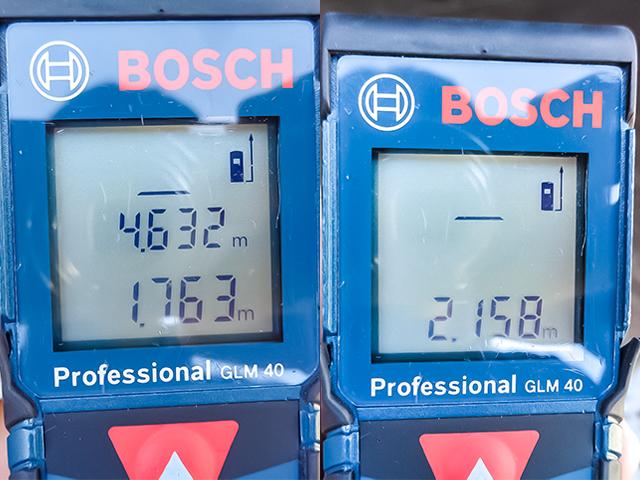 BOSCH
4.632 m
1.763 m
Professional GLM 40
BOSCH
2.158 m
Professional GLM 40